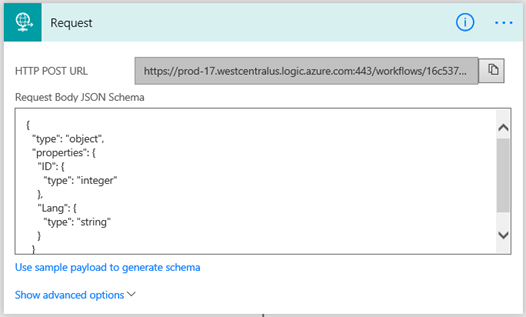 Request
HTTP POST URL
https://prod-17.westcentralus.logic.azure.com:443/workflows/16c537...
Request Body JSON Schema
{
"type": "object",
"properties": {
"ID": {
"type": "integer"
},
"Lang": {
"type": "string"
}
}
Use sample payload to generate schema
Show advanced options